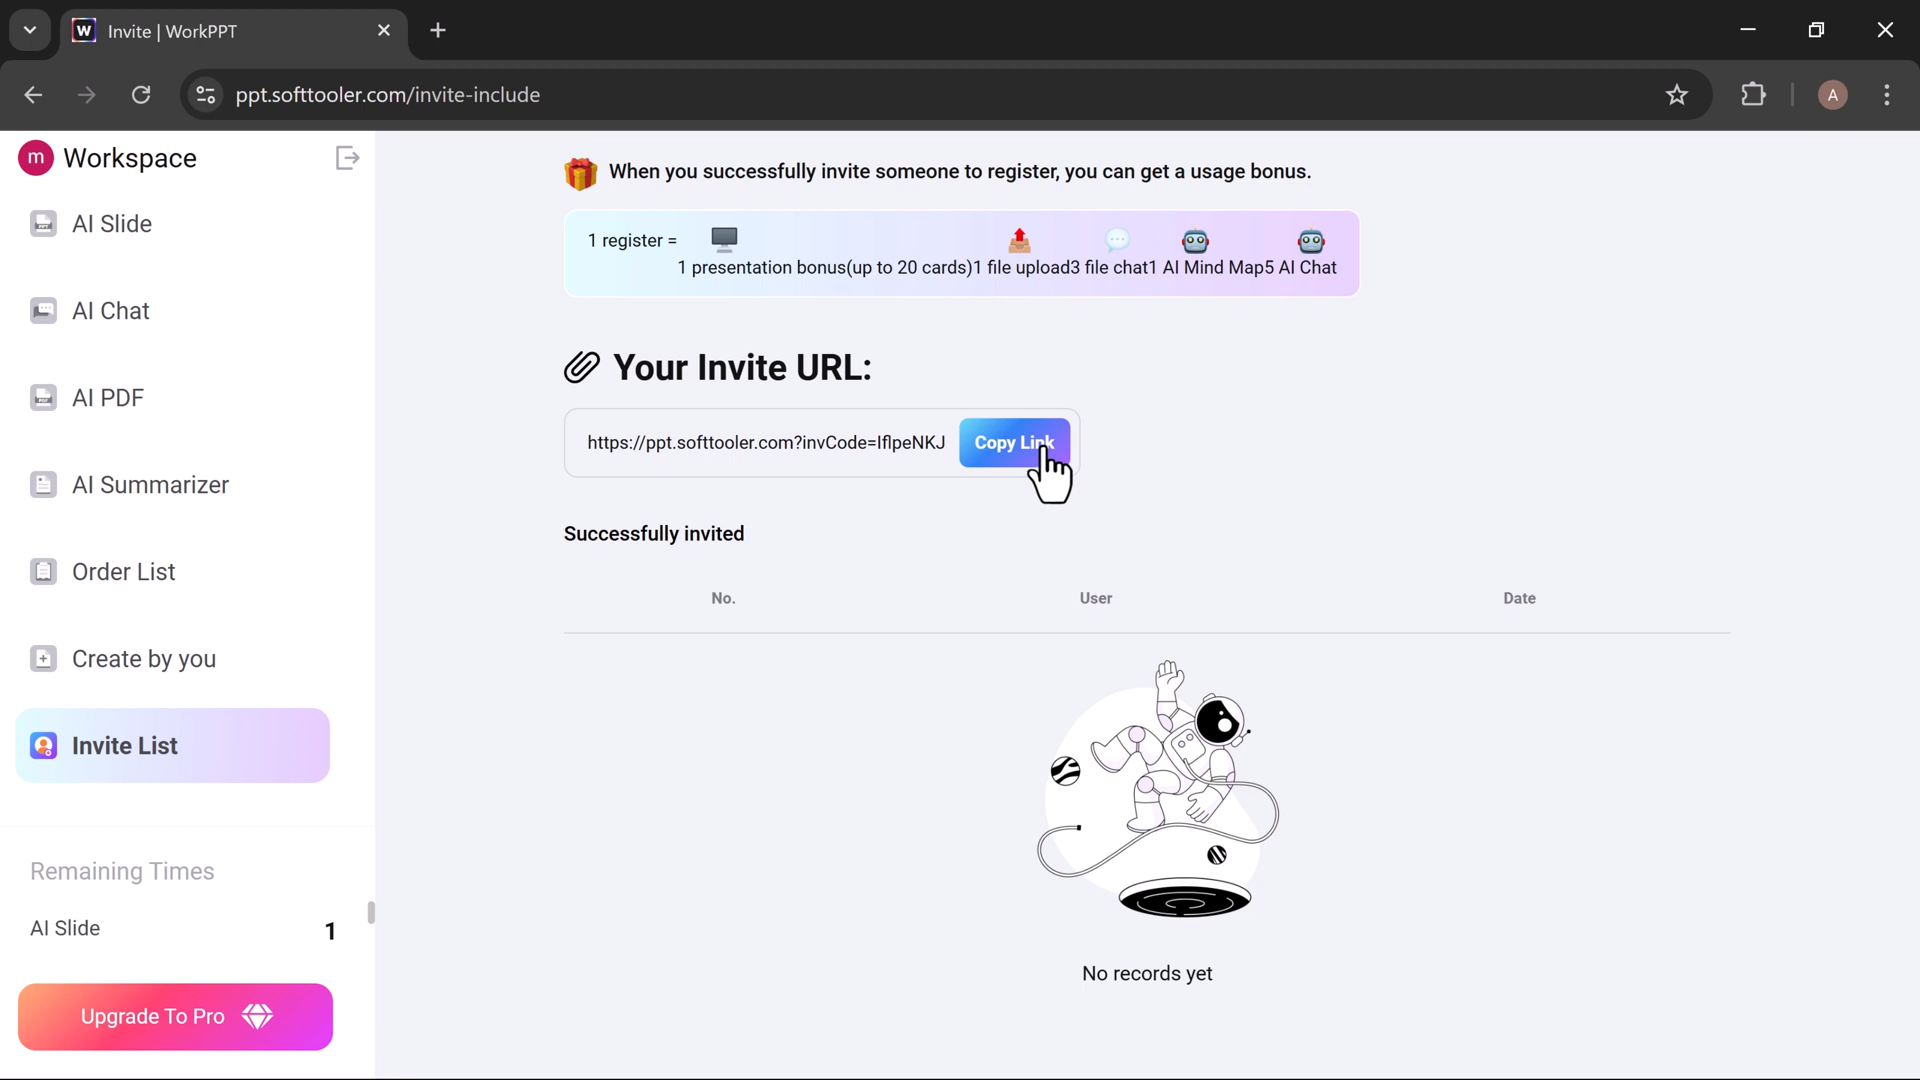 W Invite | WorkPPT
ppt.softtooler.com/invite-include
A
m Workspace
AI Slide
AI Chat
AI PDF
AI Summarizer
Order List
Create by you
Invite List
Remaining Times
AI Slide 1
Upgrade To Pro
When you successfully invite someone to register, you can get a usage bonus.
1 register =
1 presentation bonus(up to 20 cards)1 file upload3 file chat1 AI Mind Map5 AI Chat
Your Invite URL:
https://ppt.softtooler.com?invCode=IflpeNKJ Copy Link
Successfully invited
No. User Date
No records yet